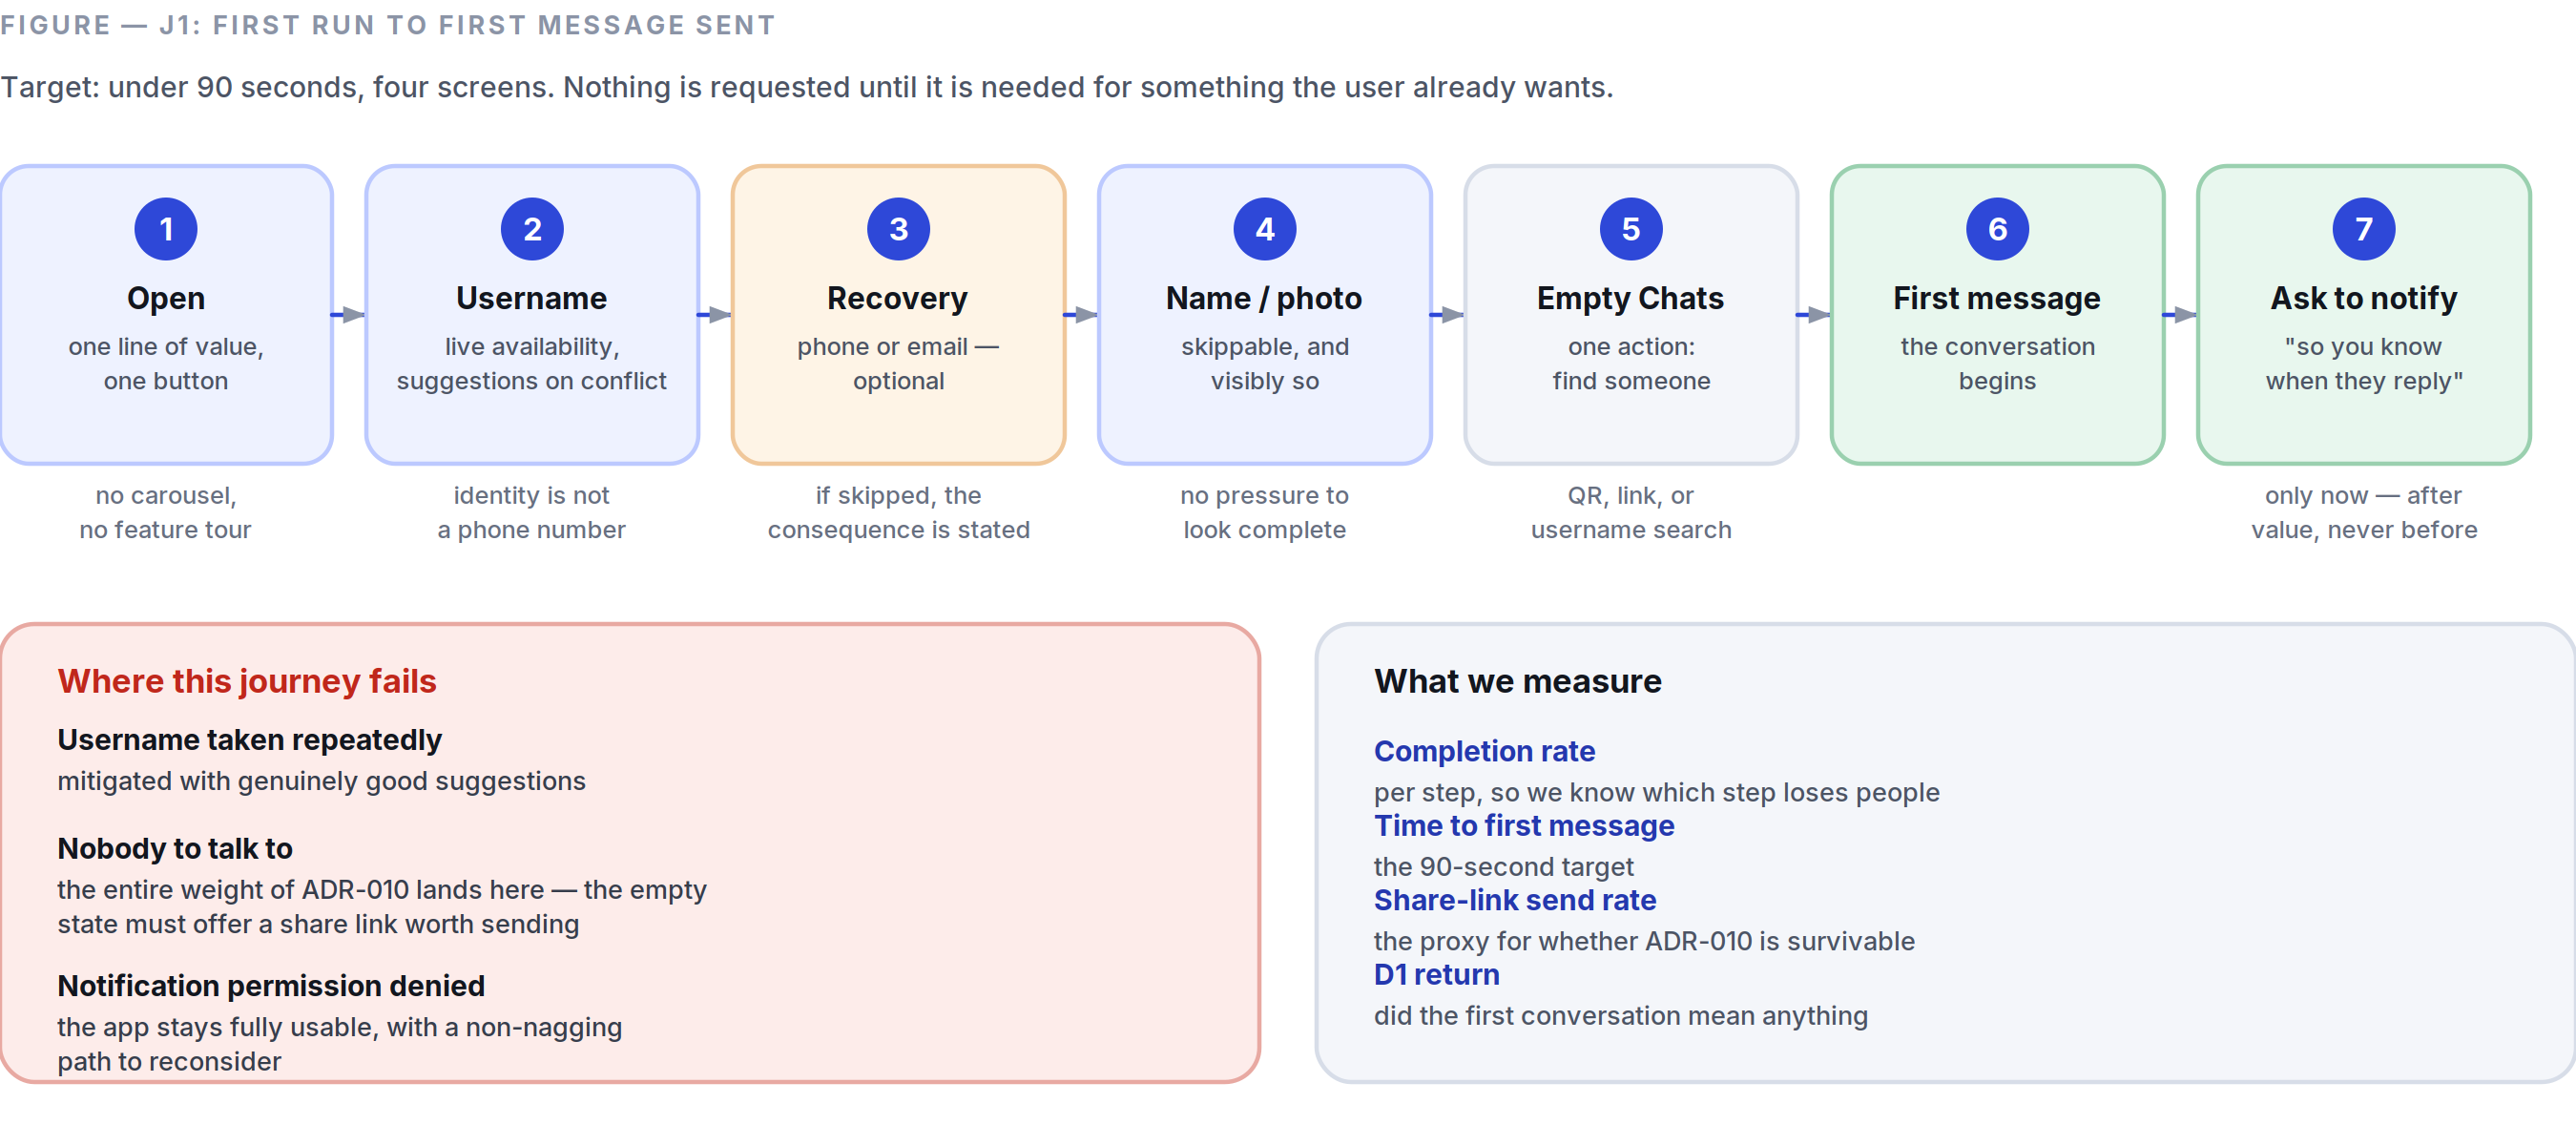 FIGURE — J1: FIRST RUN TO FIRST MESSAGE SENT
Target: under 90 seconds, four screens. Nothing is requested until it is needed for something the user already wants.
1
Open
one line of value,
one button
no carousel,
no feature tour
2
Username
live availability,
suggestions on conflict
identity is not
a phone number
3
Recovery
phone or email —
optional
if skipped, the
consequence is stated
4
Name / photo
skippable, and
visibly so
no pressure to
look complete
5
Empty Chats
one action:
find someone
QR, link, or
username search
6
First message
the conversation
begins
7
Ask to notify
"so you know
when they reply"
only now — after
value, never before
Where this journey fails
Username taken repeatedly
mitigated with genuinely good suggestions
Nobody to talk to
the entire weight of ADR-010 lands here — the empty
state must offer a share link worth sending
Notification permission denied
the app stays fully usable, with a non-nagging
path to reconsider
What we measure
Completion rate
per step, so we know which step loses people
Time to first message
the 90-second target
Share-link send rate
the proxy for whether ADR-010 is survivable
D1 return
did the first conversation mean anything